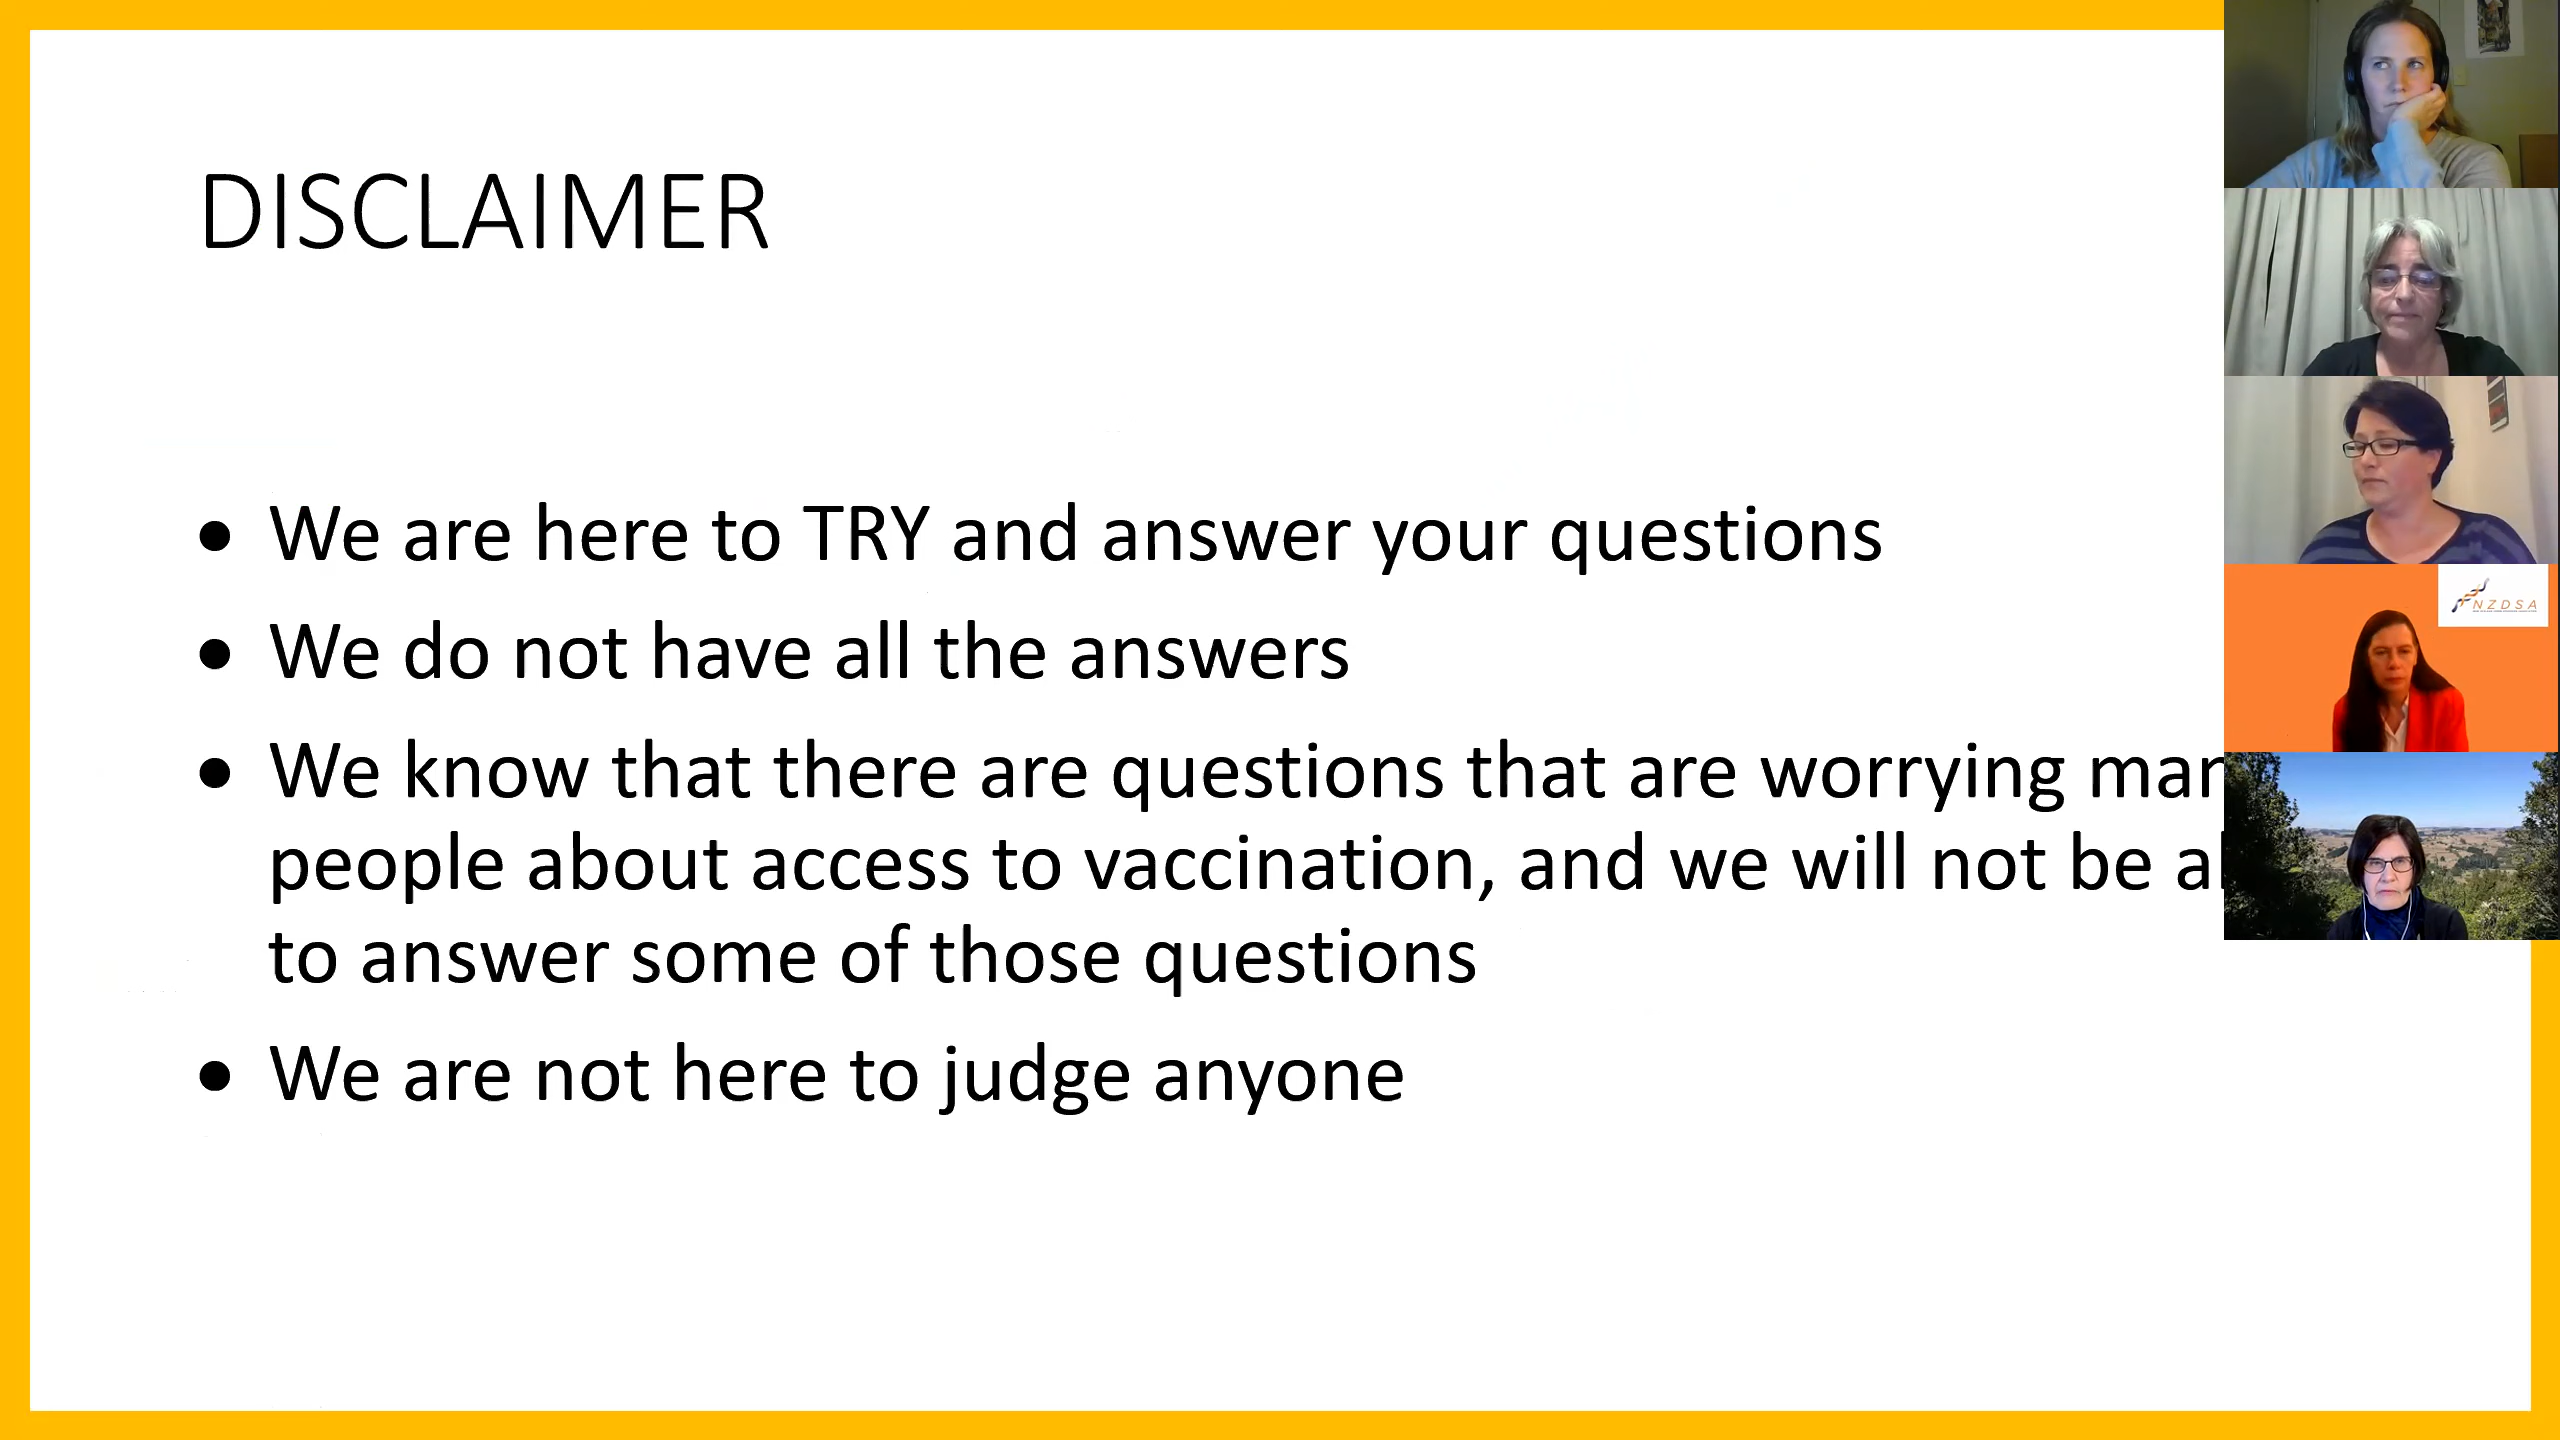 DISCLAIMER
• We are here to TRY and answer your questions
• We do not have all the answers
• We know that there are questions that are worrying
people about access to vaccination, and we will not be
to answer some of those questions
• We are not here to judge anyone
NZDSA